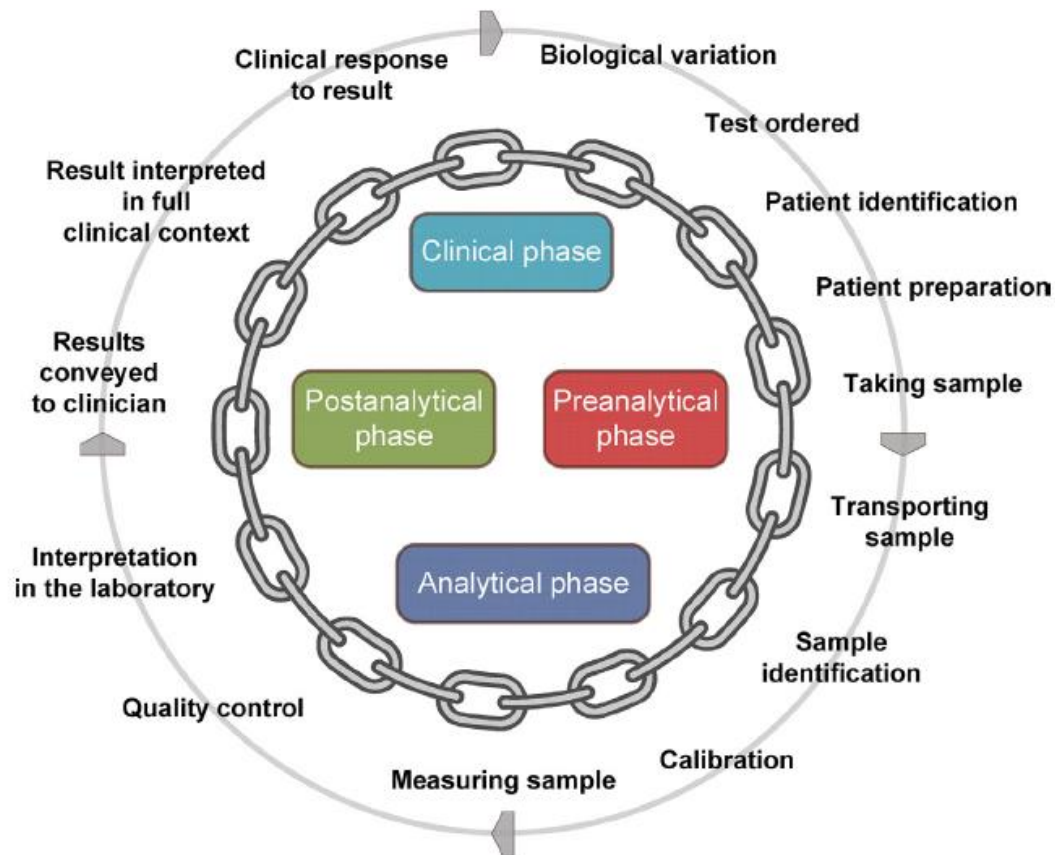 Clinical response
to result
Biological variation
Test ordered
Patient identification
Patient preparation
Taking sample
Transporting
sample
Sample
identification
Calibration
Measuring sample
Quality control
Interpretation
in the laboratory
Results
conveyed
to clinician
Result interpreted
in full
clinical context
Clinical phase
Postanalytical
phase
Preanalytical
phase
Analytical phase